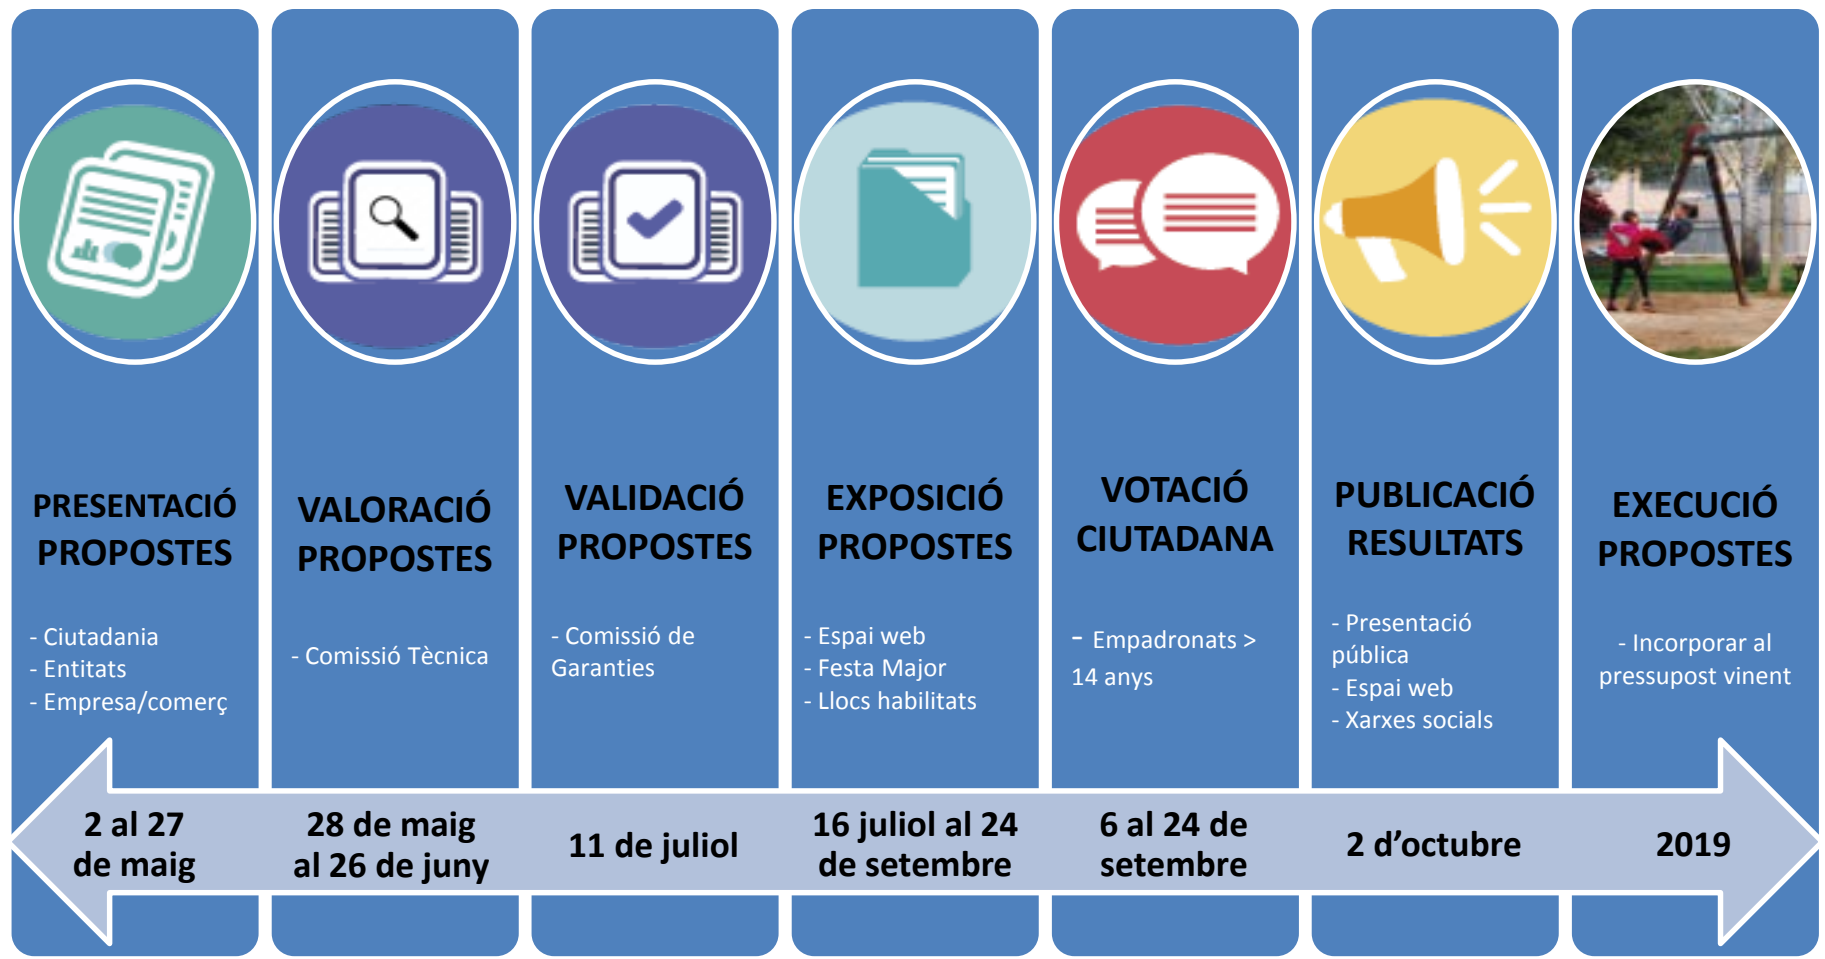 PRESENTACIÓ
PROPOSTES
- Ciutadania
- Entitats
- Empresa/comerç
2 al 27
de maig
VALORACIÓ
PROPOSTES
- Comissió Tècnica
28 de maig
al 26 de juny
VALIDACIÓ
PROPOSTES
- Comissió de
Garanties
11 de juliol
EXPOSICIÓ
PROPOSTES
- Espai web
- Festa Major
- Llocs habilitats
16 juliol al 24
de setembre
VOTACIÓ
CIUTADANA
- Empadronats >
14 anys
6 al 24 de
setembre
PUBLICACIÓ
RESULTATS
- Presentació
pública
- Espai web
- Xarxes socials
2 d’octubre
EXECUCIÓ
PROPOSTES
- Incorporar al
pressupost vinent
2019